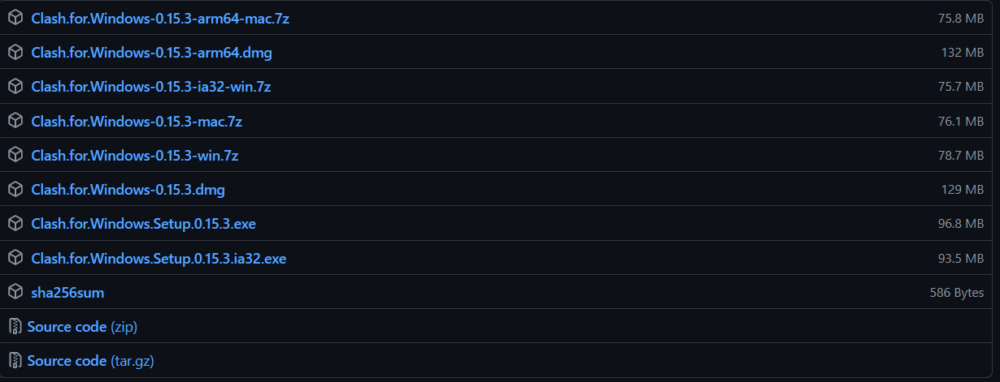 Clash.for.Windows-0.15.3-arm64-mac.7z 75.8 MB
Clash.for.Windows-0.15.3-arm64.dmg 132 MB
Clash.for.Windows-0.15.3-ia32-win.7z 75.7 MB
Clash.for.Windows-0.15.3-mac.7z 76.1 MB
Clash.for.Windows-0.15.3-win.7z 78.7 MB
Clash.for.Windows-0.15.3.dmg 129 MB
Clash.for.Windows.Setup.0.15.3.exe 96.8 MB
Clash.for.Windows.Setup.0.15.3.ia32.exe 93.5 MB
sha256sum 586 Bytes
Source code (zip)
Source code (tar.gz)